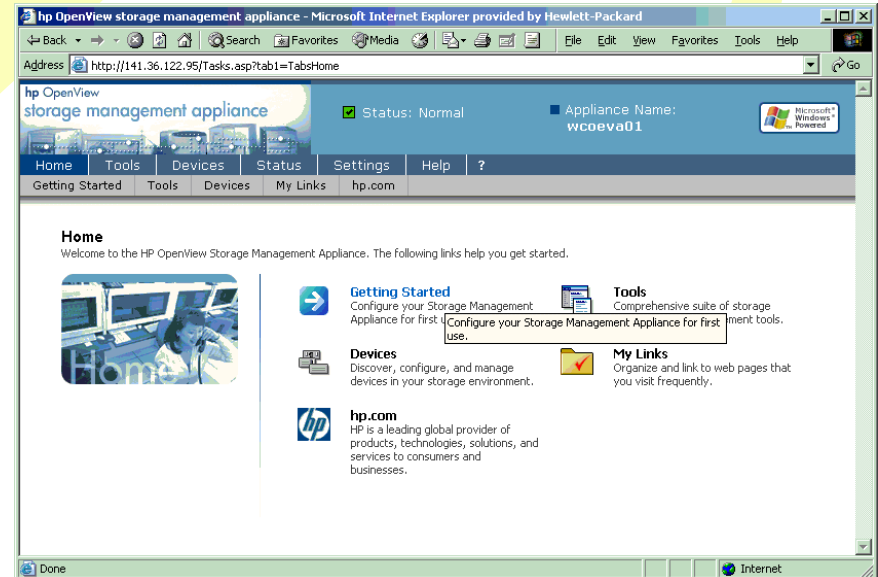 hp OpenView storage management appliance - Microsoft Internet Explorer provided by Hewlett-Packard
Back Search Favorites Media File Edit View Favorites Tools Help
Address http://141.36.122.95/Tasks.asp?tab1=TabsHome Go
hp OpenView
storage management appliance
Status: Normal
Appliance Name:
wcoeva01
Microsoft®
Windows®
Powered
Home Tools Devices Status Settings Help ?
Getting Started Tools Devices My Links hp.com
Home
Welcome to the HP OpenView Storage Management Appliance. The following links help you get started.
Home
Getting Started
Configure your Storage Management
Appliance for first
Configure your Storage Management Appliance for first
use.
Tools
Comprehensive suite of storage
ment tools.
Devices
Discover, configure, and manage
devices in your storage environment.
My Links
Organize and link to web pages that
you visit frequently.
hp
hp.com
HP is a leading global provider of
products, technologies, solutions, and
services to consumers and
businesses.
Done
Internet